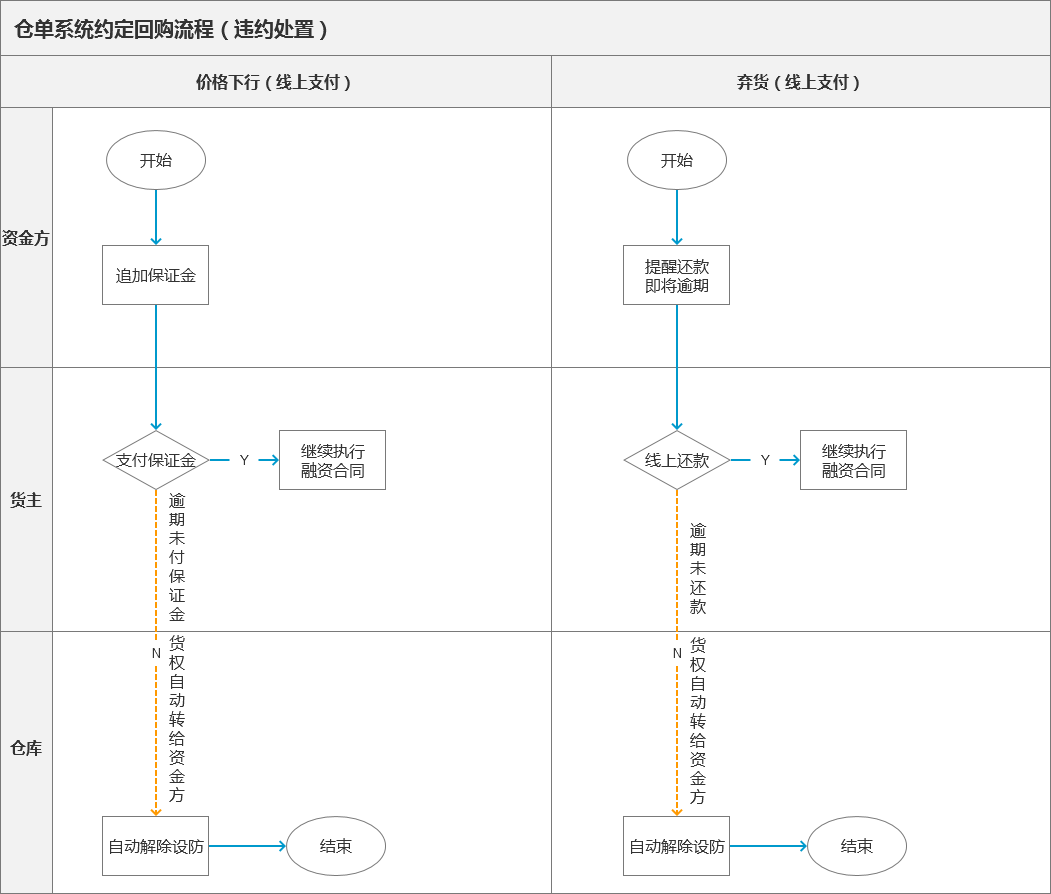 仓单系统约定回购流程（违约处置）
价格下行（线上支付）
弃货（线上支付）
资金方
开始
追加保证金
开始
提醒还款
即将逾期
货主
支付保证金
Y
继续执行
融资合同
逾期未付保证金
线上还款
Y
继续执行
融资合同
逾期未还款
仓库
N
货权自动转给资金方
自动解除设防
结束
N
货权自动转给资金方
自动解除设防
结束